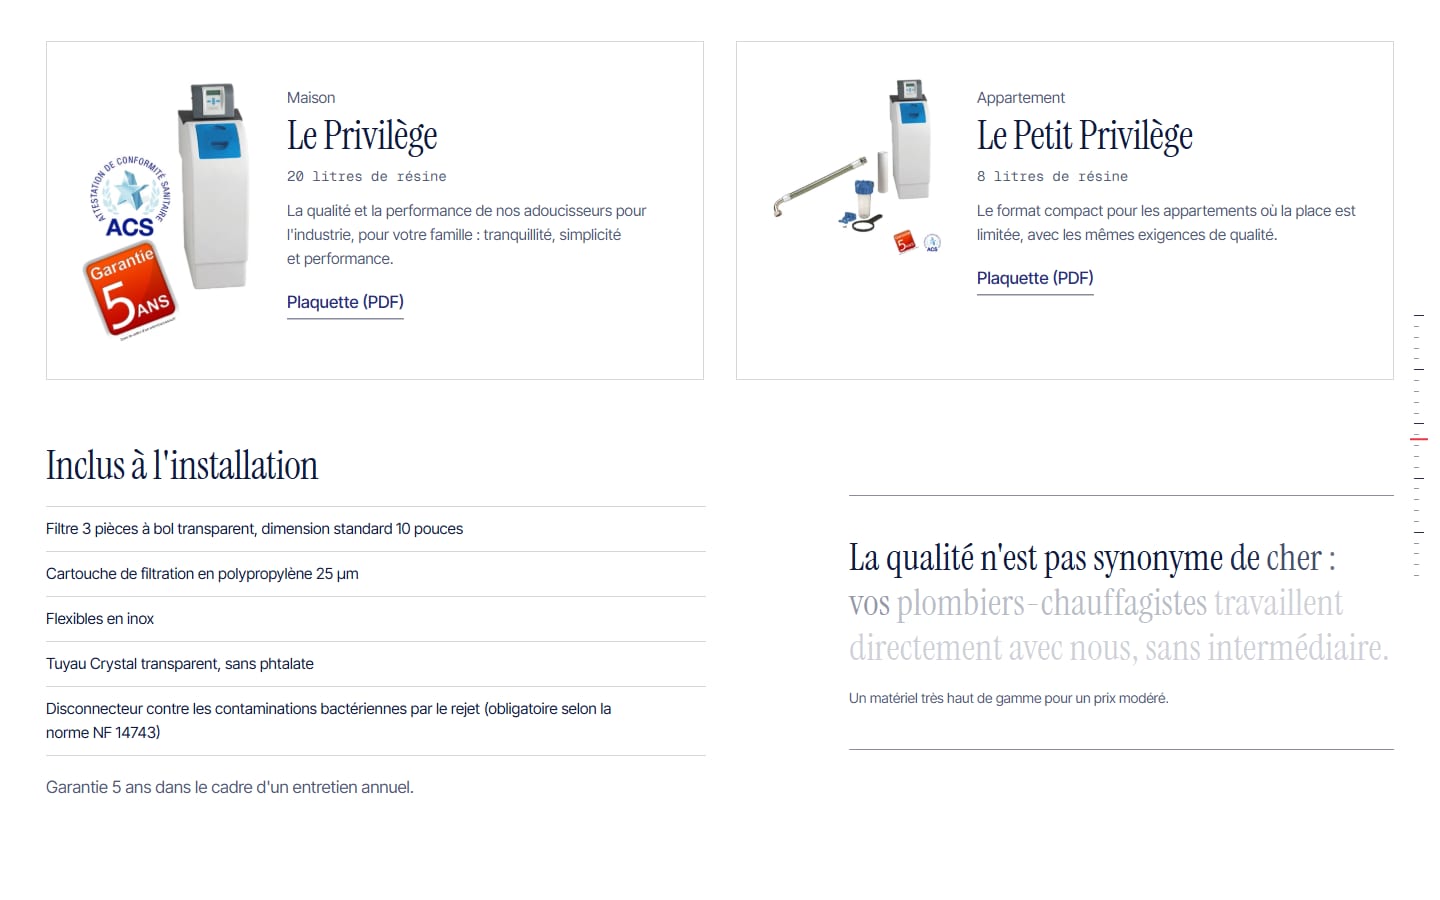 Maison
Le Privilège
20 litres de résine
La qualité et la performance de nos adoucisseurs pour
l'industrie, pour votre famille : tranquillité, simplicité
et performance.
Plaquette (PDF)
ATTESTATION DE CONFORMITÉ SANITAIRE
ACS
Garantie
5 ANS
Appartement
Le Petit Privilège
8 litres de résine
Le format compact pour les appartements où la place est
limitée, avec les mêmes exigences de qualité.
Plaquette (PDF)
5 ANS
ACS
Inclus à l'installation
Filtre 3 pièces à bol transparent, dimension standard 10 pouces
Cartouche de filtration en polypropylène 25 µm
Flexibles en inox
Tuyau Crystal transparent, sans phtalate
Disconnecteur contre les contaminations bactériennes par le rejet (obligatoire selon la
norme NF 14743)
Garantie 5 ans dans le cadre d'un entretien annuel.
La qualité n'est pas synonyme de cher :
vos plombiers-chauffagistes travaillent
directement avec nous, sans intermédiaire.
Un matériel très haut de gamme pour un prix modéré.